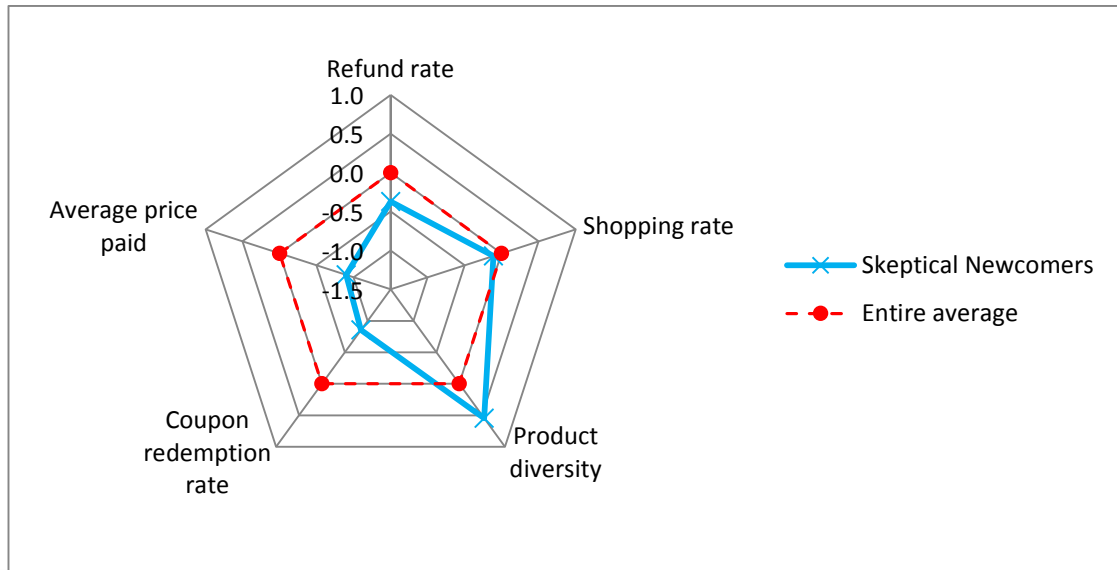 Refund rate
1.0
0.5
0.0
-0.5
-1.0
-1.5
Shopping rate
Product
diversity
Coupon
redemption
rate
Average price
paid
Skeptical Newcomers
Entire average